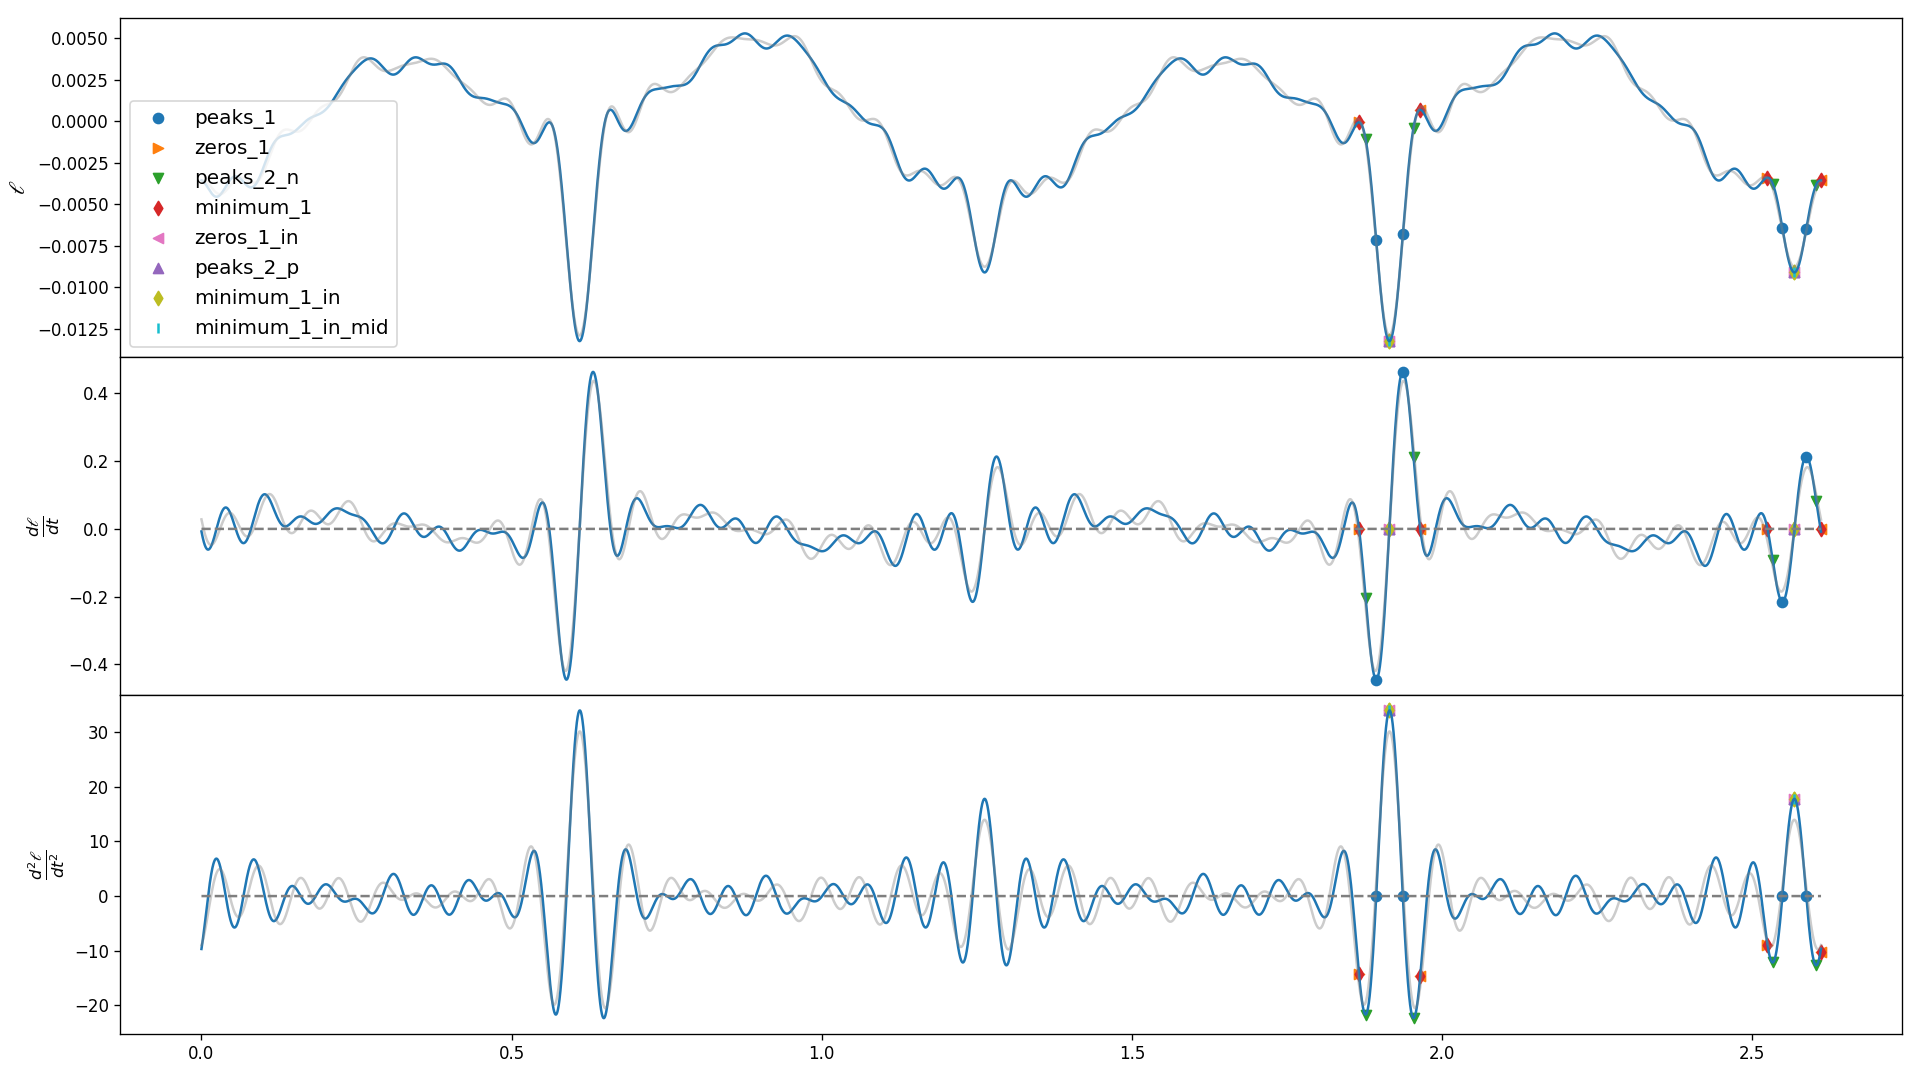 0.0050
0.0025
0.0000
−0.0025
−0.0050
−0.0075
−0.0100
−0.0125
ℓ
peaks_1
zeros_1
peaks_2_n
minimum_1
zeros_1_in
peaks_2_p
minimum_1_in
minimum_1_in_mid
0.4
0.2
0.0
−0.2
−0.4
dℓ
dt
30
20
10
0
−10
−20
d²ℓ
dt²
0.0 0.5 1.0 1.5 2.0 2.5